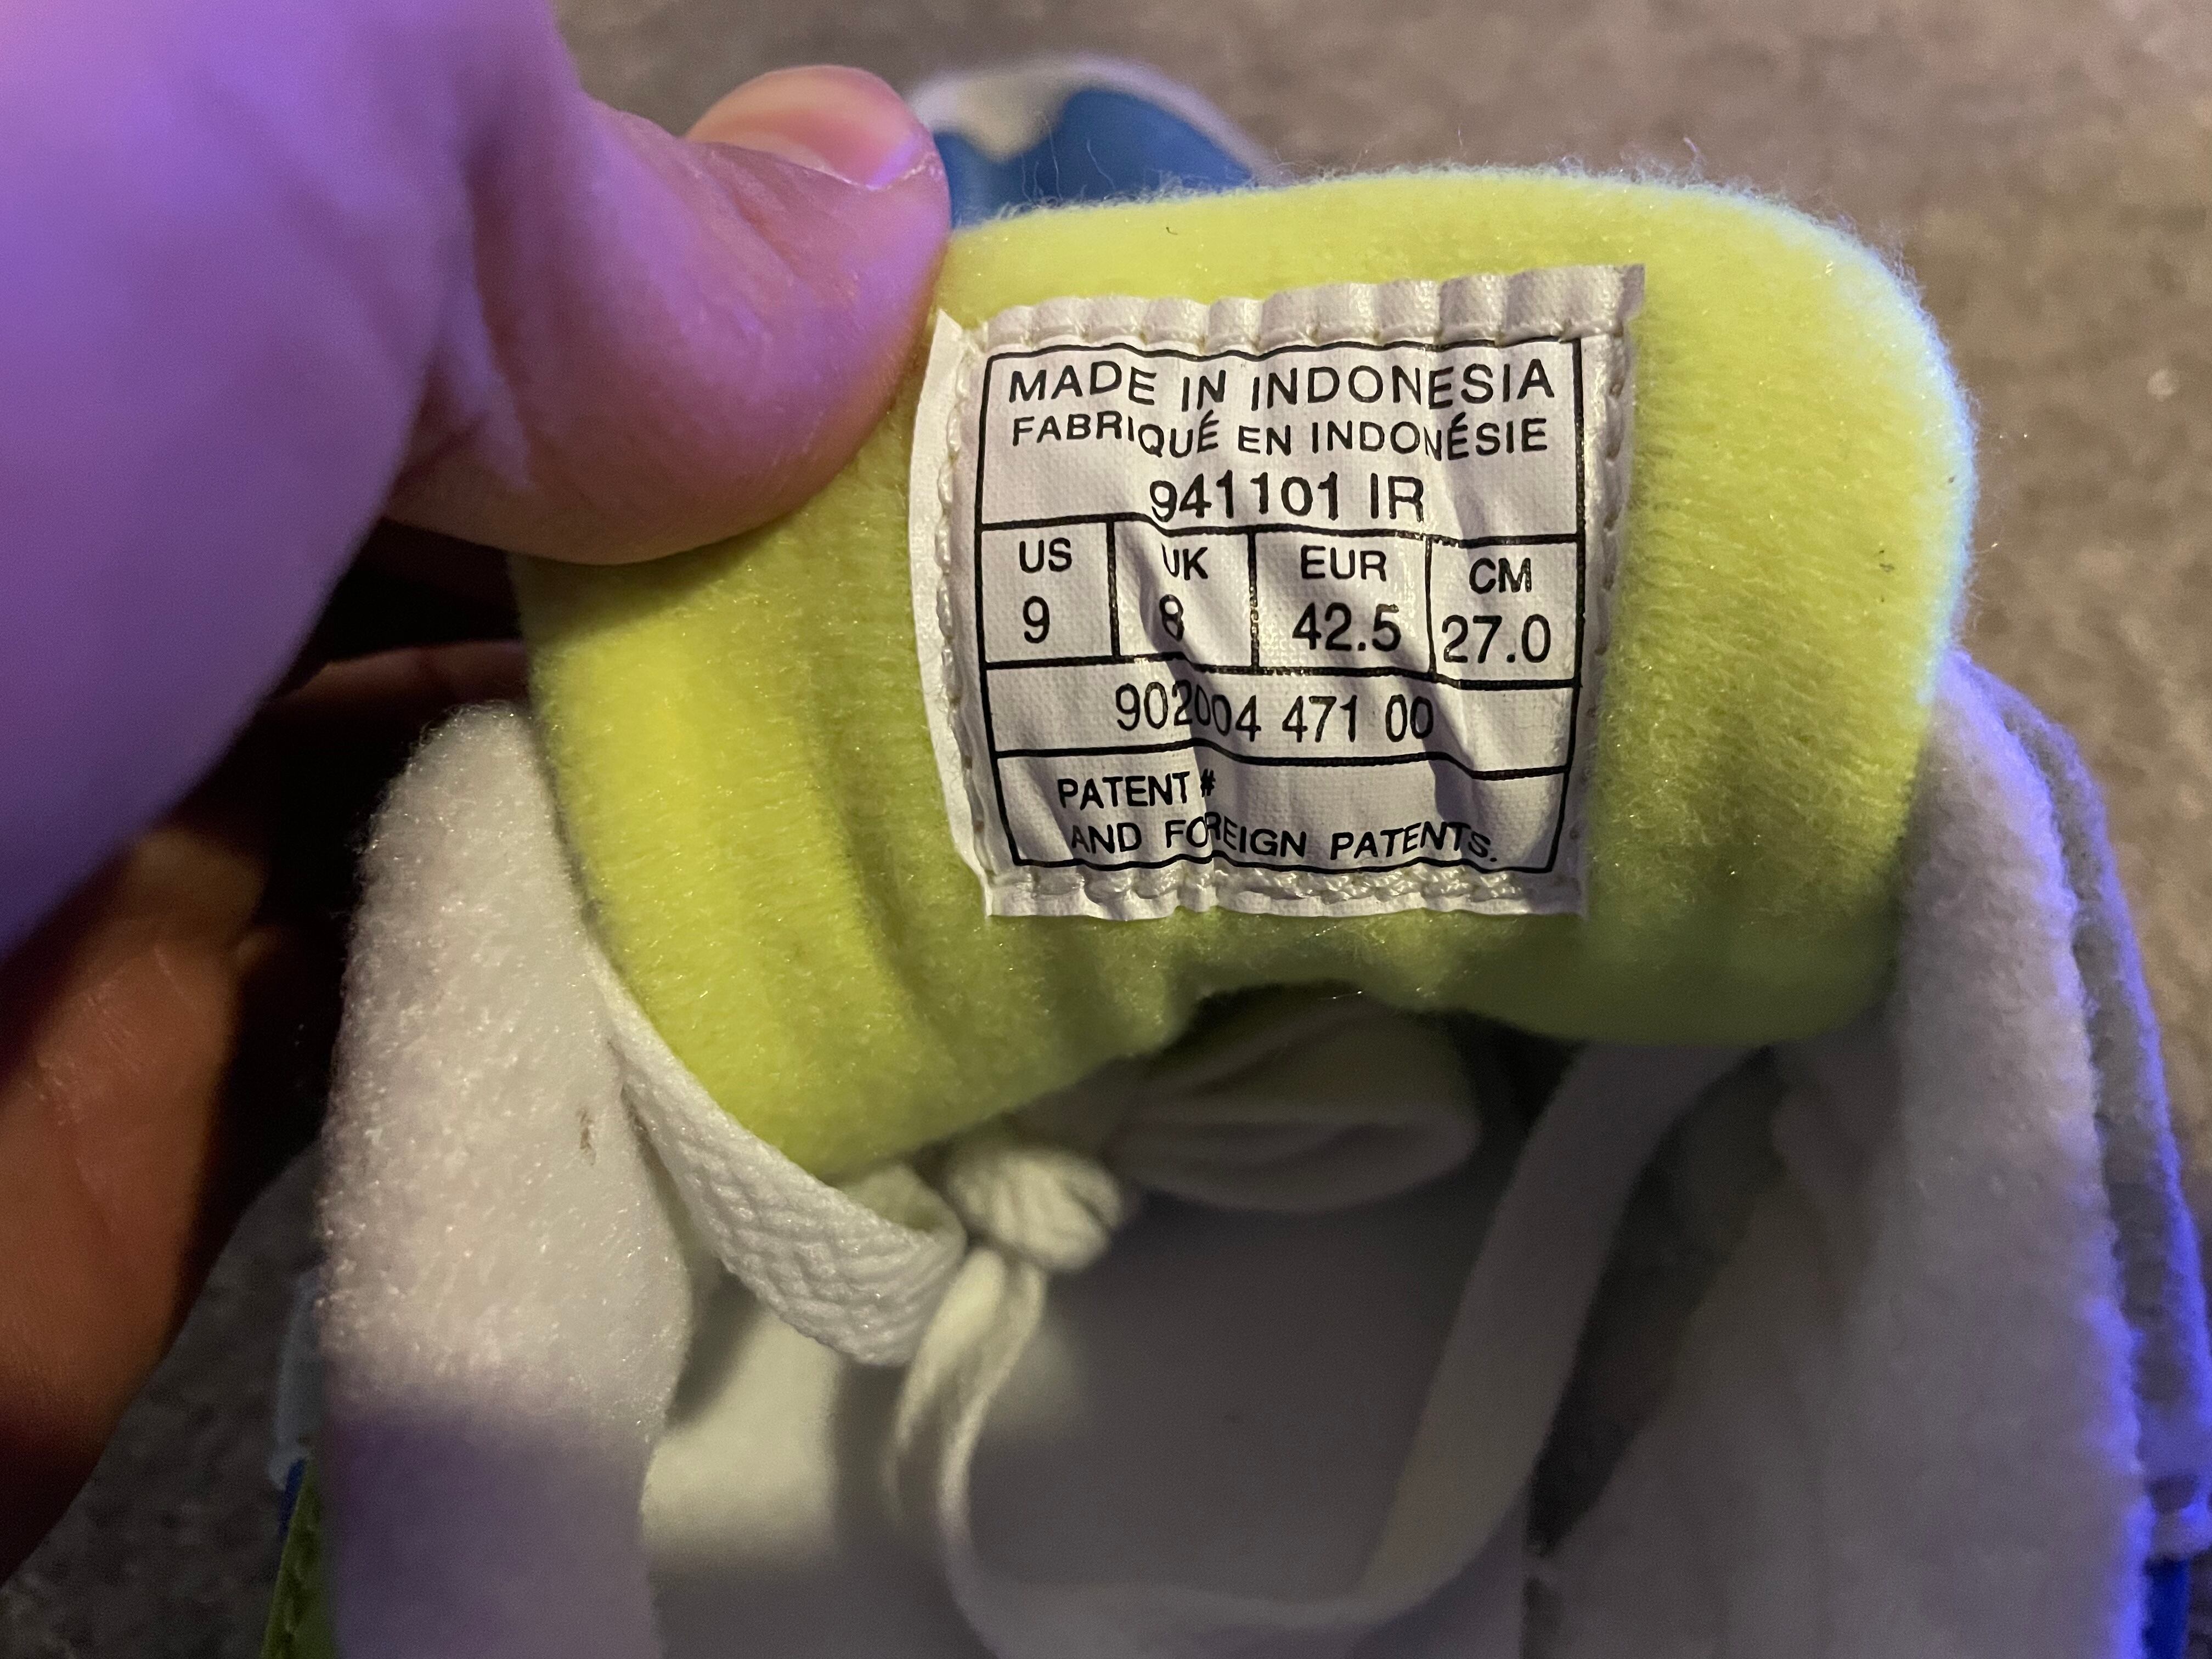 MADE IN INDONESIA
FABRIQUÉ EN INDONÉSIE
941101 IR
US UK EUR CM
9 8 42.5 27.0
902004 471 00
PATENT #
AND FOREIGN PATENTS.